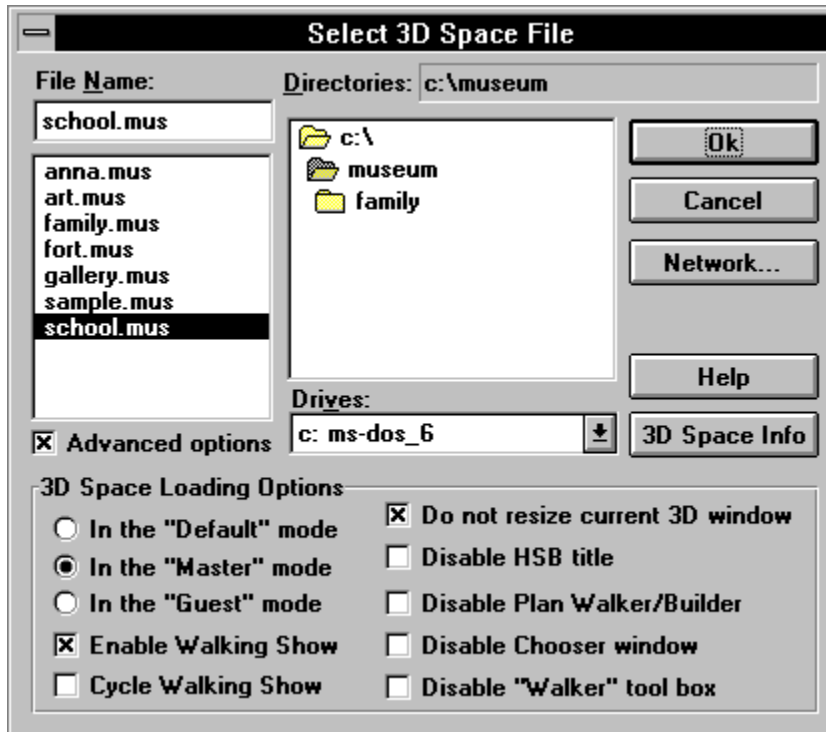 Select 3D Space File
File Name:
school.mus
anna.mus
art.mus
family.mus
fort.mus
gallery.mus
sample.mus
school.mus
Advanced options
Directories: c:\museum
c:\
museum
family
Drives:
c: ms-dos_6
Ok
Cancel
Network...
Help
3D Space Info
3D Space Loading Options
In the "Default" mode
In the "Master" mode
In the "Guest" mode
Enable Walking Show
Cycle Walking Show
Do not resize current 3D window
Disable HSB title
Disable Plan Walker/Builder
Disable Chooser window
Disable "Walker" tool box